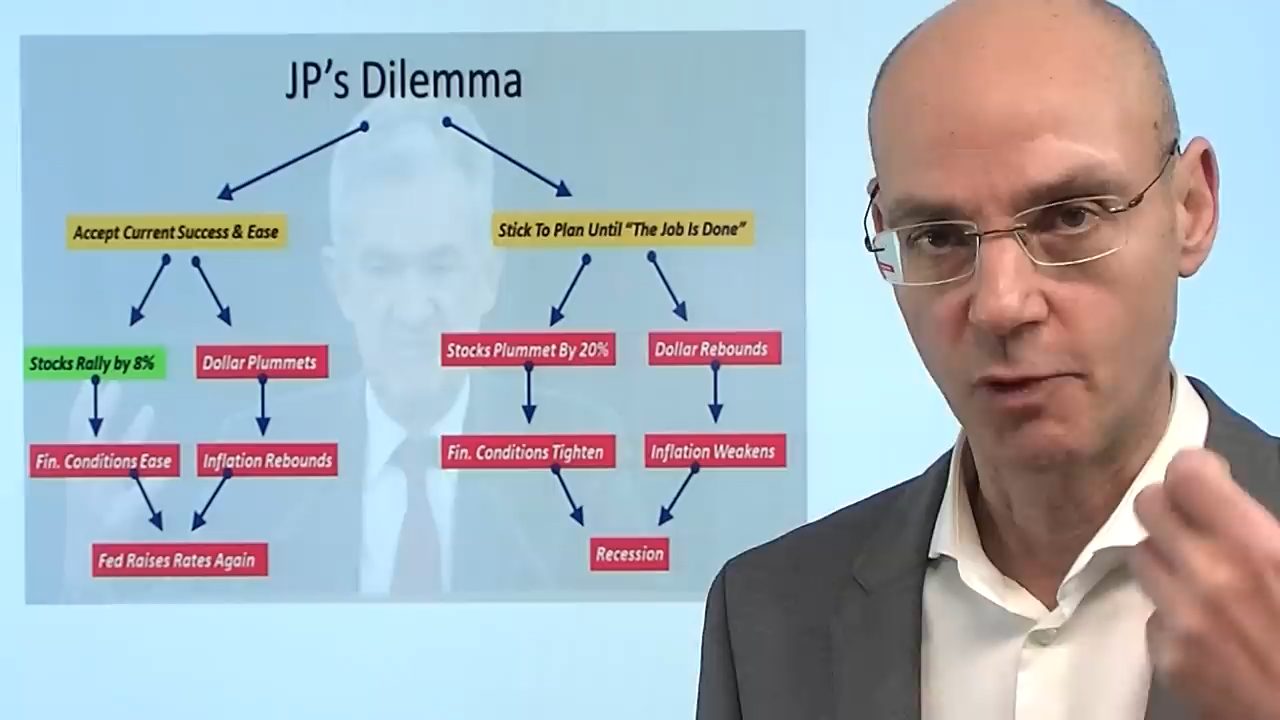 JP's Dilemma
Accept Current Success & Ease
Stick To Plan Until “The Job Is Done”
Stocks Rally by 8%
Dollar Plummets
Stocks Plummet By 20%
Dollar Rebounds
Fin. Conditions Ease
Inflation Rebounds
Fin. Conditions Tighten
Inflation Weakens
Fed Raises Rates Again
Recession